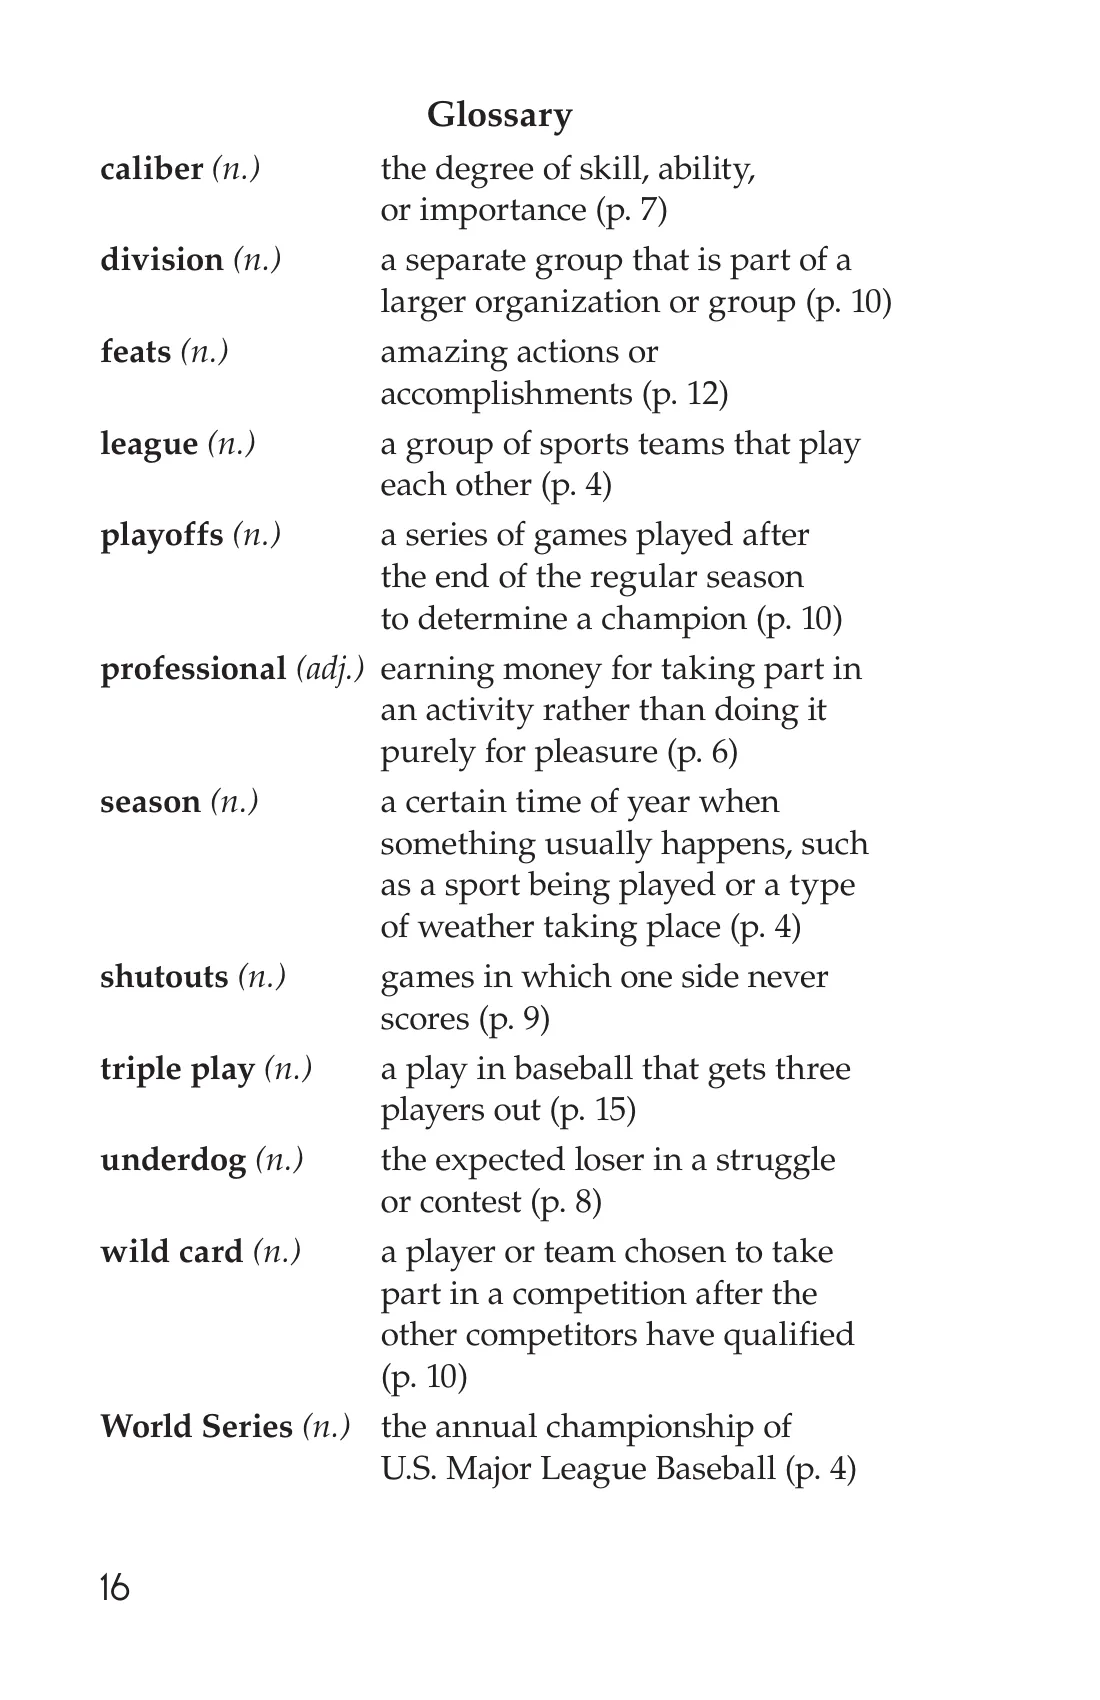 Glossary
caliber (n.) the degree of skill, ability,
or importance (p. 7)
division (n.) a separate group that is part of a
larger organization or group (p. 10)
feats (n.) amazing actions or
accomplishments (p. 12)
league (n.) a group of sports teams that play
each other (p. 4)
playoffs (n.) a series of games played after
the end of the regular season
to determine a champion (p. 10)
professional (adj.) earning money for taking part in
an activity rather than doing it
purely for pleasure (p. 6)
season (n.) a certain time of year when
something usually happens, such
as a sport being played or a type
of weather taking place (p. 4)
shutouts (n.) games in which one side never
scores (p. 9)
triple play (n.) a play in baseball that gets three
players out (p. 15)
underdog (n.) the expected loser in a struggle
or contest (p. 8)
wild card (n.) a player or team chosen to take
part in a competition after the
other competitors have qualified
(p. 10)
World Series (n.) the annual championship of
U.S. Major League Baseball (p. 4)
16